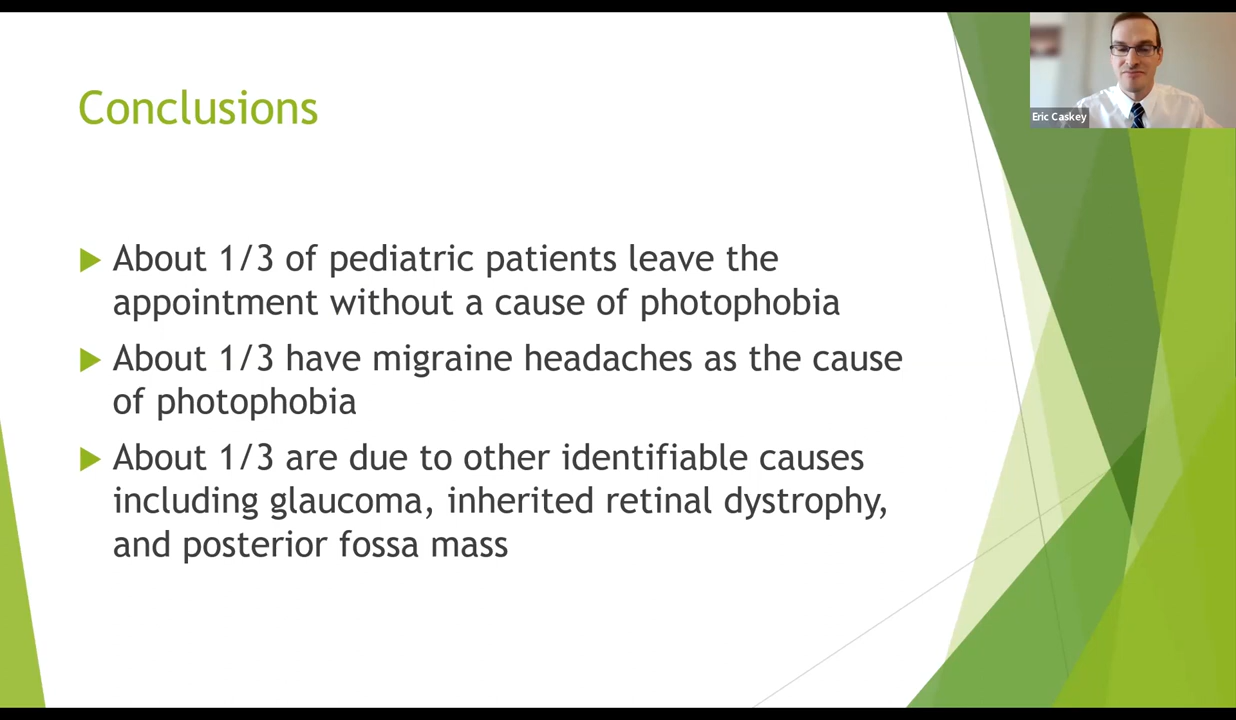 Conclusions
Eric Caskey
About 1/3 of pediatric patients leave the
appointment without a cause of photophobia
About 1/3 have migraine headaches as the cause
of photophobia
About 1/3 are due to other identifiable causes
including glaucoma, inherited retinal dystrophy,
and posterior fossa mass